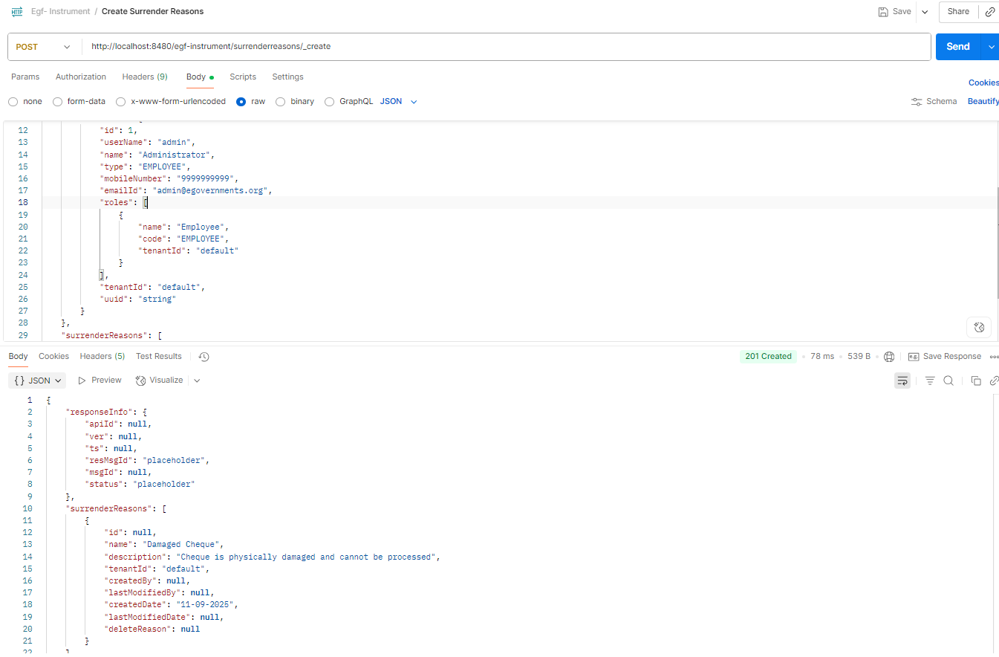 HTTP Egf- Instrument / Create Surrender Reasons Save Share
POST http://localhost:8480/egf-instrument/surrenderreasons/_create Send
Params Authorization Headers (9) Body Scripts Settings Cookies
none form-data x-www-form-urlencoded raw binary GraphQL JSON Schema Beautify
12 "id": 1,
13 "userName": "admin",
14 "name": "Administrator",
15 "type": "EMPLOYEE",
16 "mobileNumber": "9999999999",
17 "emailId": "admin@egovernments.org",
18 "roles": [
19 {
20 "name": "Employee",
21 "code": "EMPLOYEE",
22 "tenantId": "default"
23 }
24 ],
25 "tenantId": "default",
26 "uuid": "string"
27 }
28 },
29 "surrenderReasons": [
Body Cookies Headers (5) Test Results 201 Created 78 ms 539 B Save Response
{} JSON Preview Visualize
1 {
2 "responseInfo": {
3 "apiId": null,
4 "ver": null,
5 "ts": null,
6 "resMsgId": "placeholder",
7 "msgId": null,
8 "status": "placeholder"
9 },
10 "surrenderReasons": [
11 {
12 "id": null,
13 "name": "Damaged Cheque",
14 "description": "Cheque is physically damaged and cannot be processed",
15 "tenantId": "default",
16 "createdBy": null,
17 "lastModifiedBy": null,
18 "createdDate": "11-09-2025",
19 "lastModifiedDate": null,
20 "deleteReason": null
21 }
22 ]